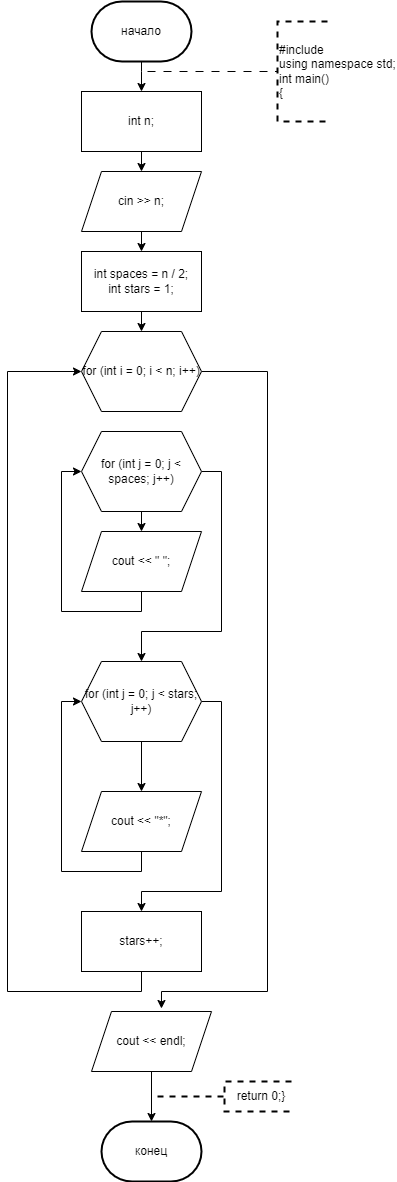 начало
#include
using namespace std;
int main()
{
int n;
cin >> n;
int spaces = n / 2;
int stars = 1;
for (int i = 0; i < n; i++)
for (int j = 0; j <
spaces; j++)
cout << " ";
for (int j = 0; j < stars;
j++)
cout << "*";
stars++;
cout << endl;
return 0;}
конец